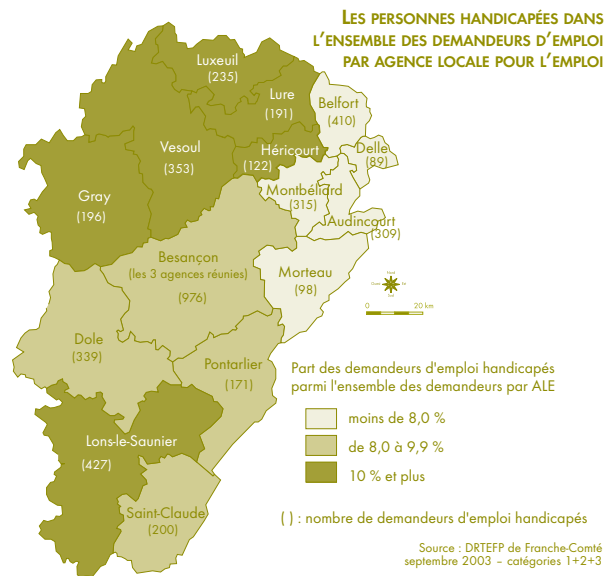 LES PERSONNES HANDICAPÉES DANS
L'ENSEMBLE DES DEMANDEURS D'EMPLOI
PAR AGENCE LOCALE POUR L'EMPLOI
Luxeuil
(235)
Lure
(191)
Belfort
(410)
Vesoul
(353)
Héricourt
(122)
Delle
(89)
Montbéliard
(315)
Gray
(196)
Audincourt
(309)
Besançon
(les 3 agences réunies)
(976)
Morteau
(98)
Nord
Sud
0 20 km
Dole
(339)
Pontarlier
(171)
Part des demandeurs d'emploi handicapés
parmi l'ensemble des demandeurs par ALE
moins de 8,0 %
de 8,0 à 9,9 %
10 % et plus
Lons-le-Saunier
(427)
Saint-Claude
(200)
( ) : nombre de demandeurs d'emploi handicapés
Source : DRTEFP de Franche-Comté
septembre 2003 – catégories 1+2+3